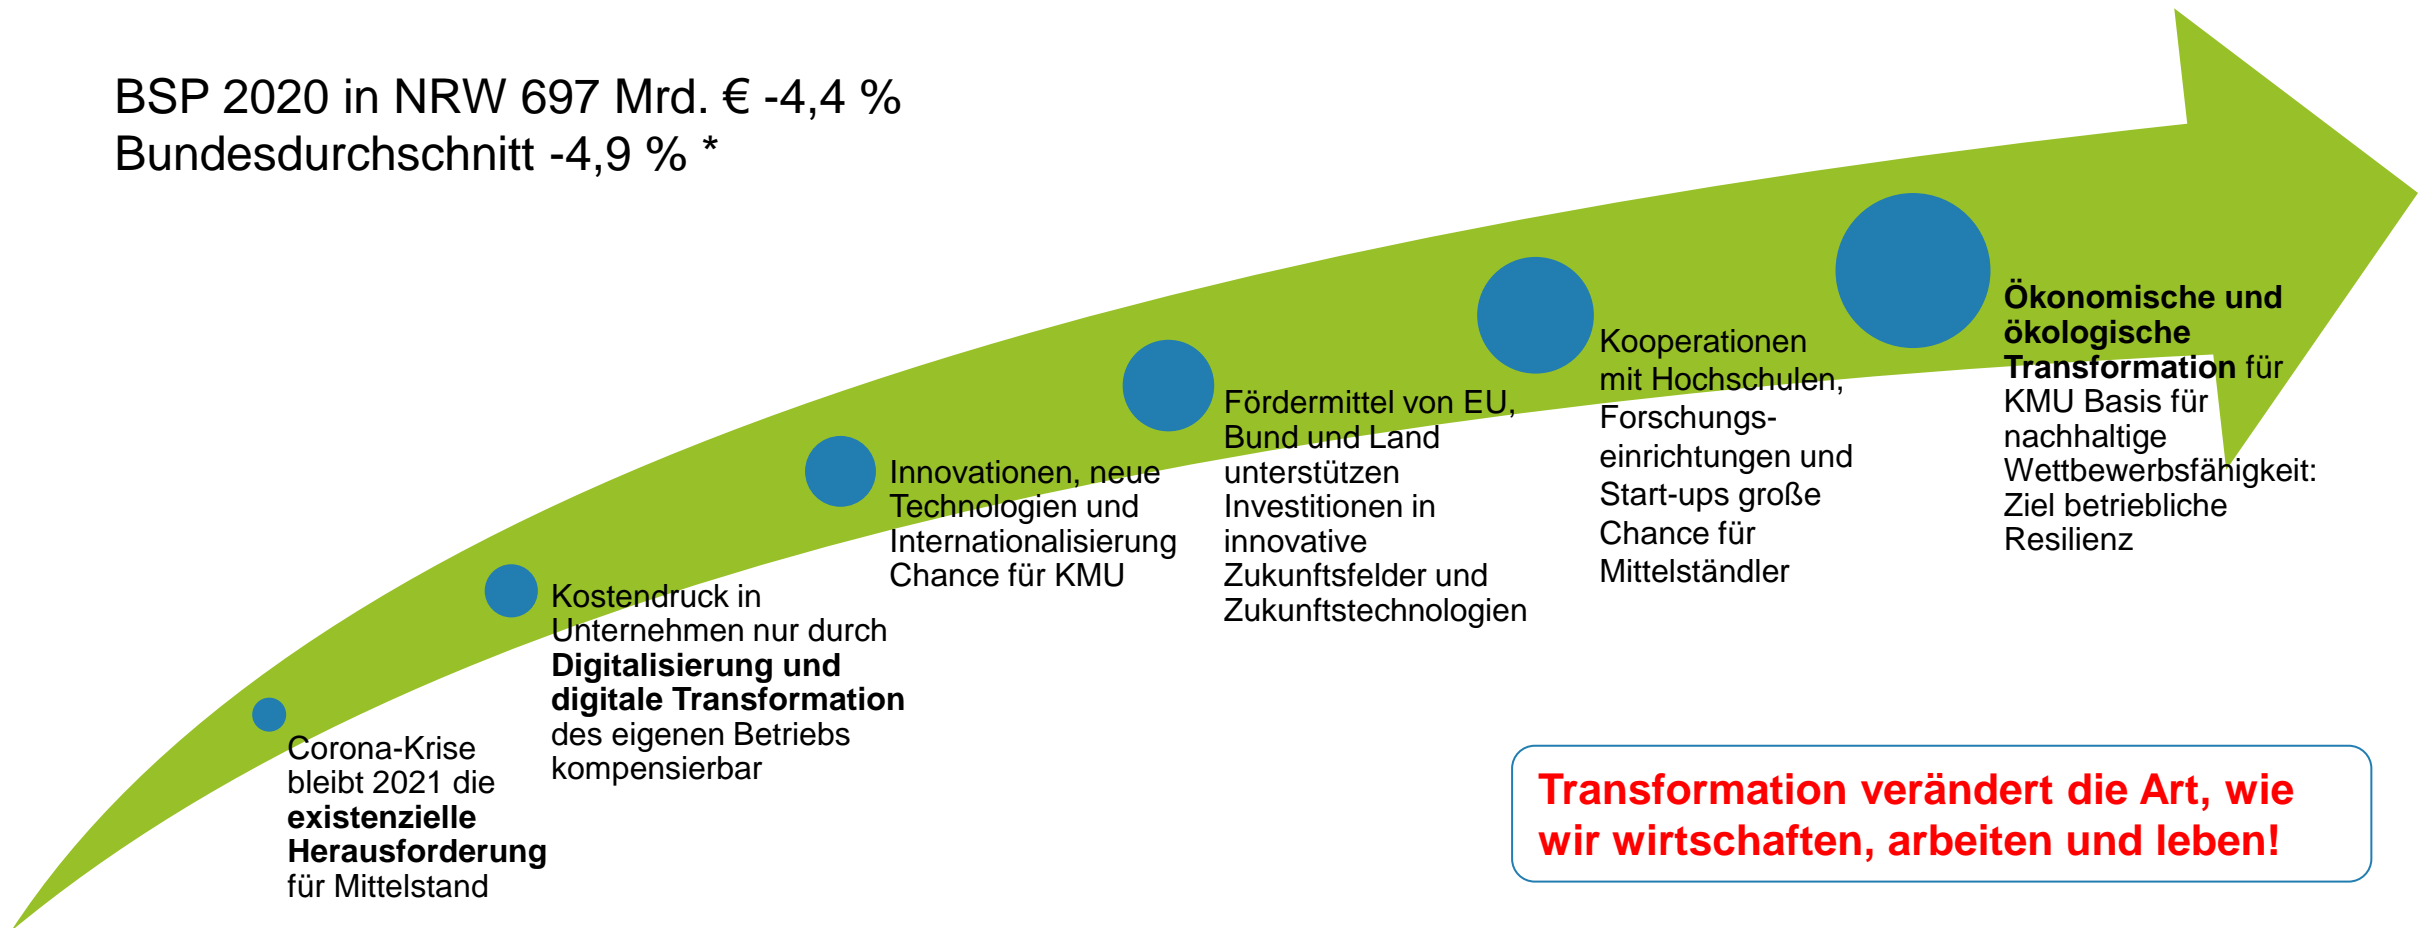 BSP 2020 in NRW 697 Mrd. € -4,4 %
Bundesdurchschnitt -4,9 % *
Corona-Krise
bleibt 2021 die
existenzielle
Herausforderung
für Mittelstand
Kostendruck in
Unternehmen nur durch
Digitalisierung und
digitale Transformation
des eigenen Betriebs
kompensierbar
Innovationen, neue
Technologien und
Internationalisierung
Chance für KMU
Fördermittel von EU,
Bund und Land
unterstützen
Investitionen in
innovative
Zukunftsfelder und
Zukunftstechnologien
Kooperationen
mit Hochschulen,
Forschungs-
einrichtungen und
Start-ups große
Chance für
Mittelständler
Ökonomische und
ökologische
Transformation für
KMU Basis für
nachhaltige
Wettbewerbsfähigkeit:
Ziel betriebliche
Resilienz
Transformation verändert die Art, wie
wir wirtschaften, arbeiten und leben!